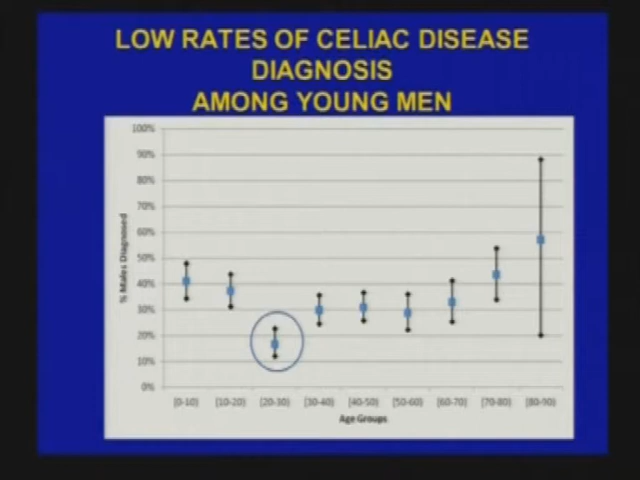 LOW RATES OF CELIAC DISEASE
DIAGNOSIS
AMONG YOUNG MEN
100%
90%
80%
70%
60%
50%
40%
30%
20%
10%
0%
% Males Diagnosed
[0-10) [10-20) [20-30) [30-40) [40-50) [50-60) [60-70) [70-80) [80-90)
Age Groups